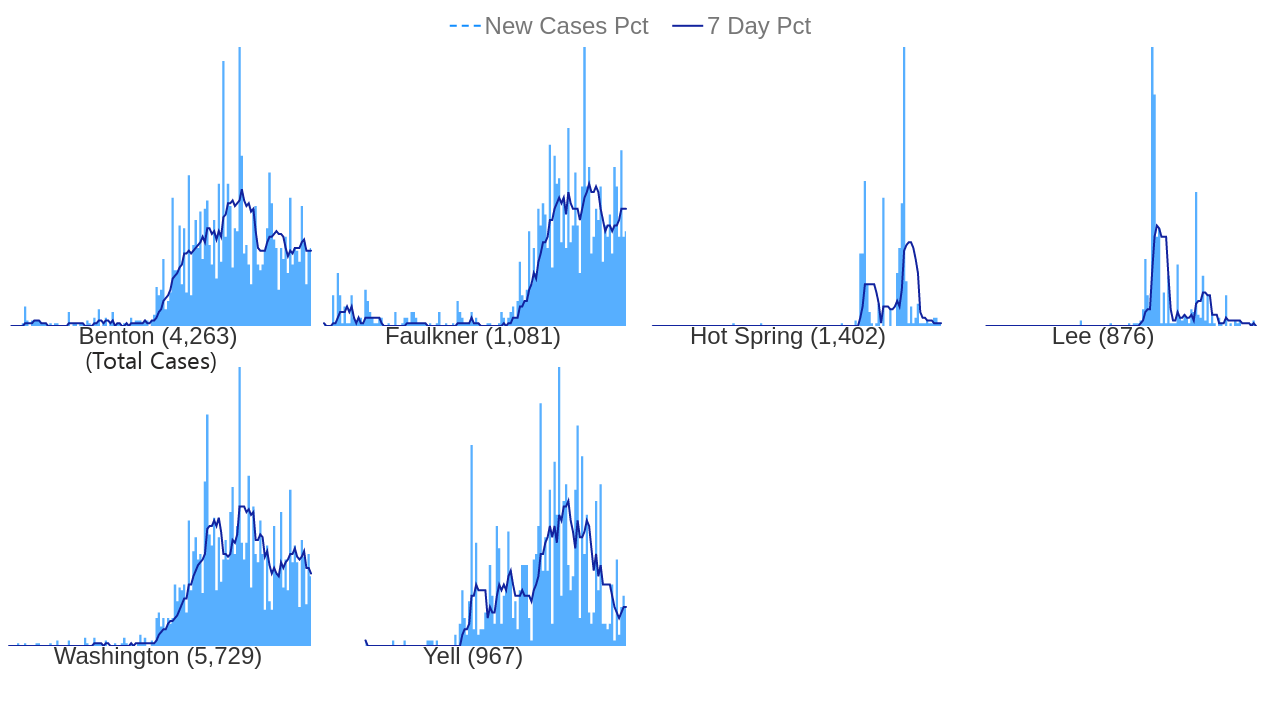 New Cases Pct 7 Day Pct
Benton (4,263) Faulkner (1,081) Hot Spring (1,402) Lee (876)
(Total Cases)
Washington (5,729) Yell (967)